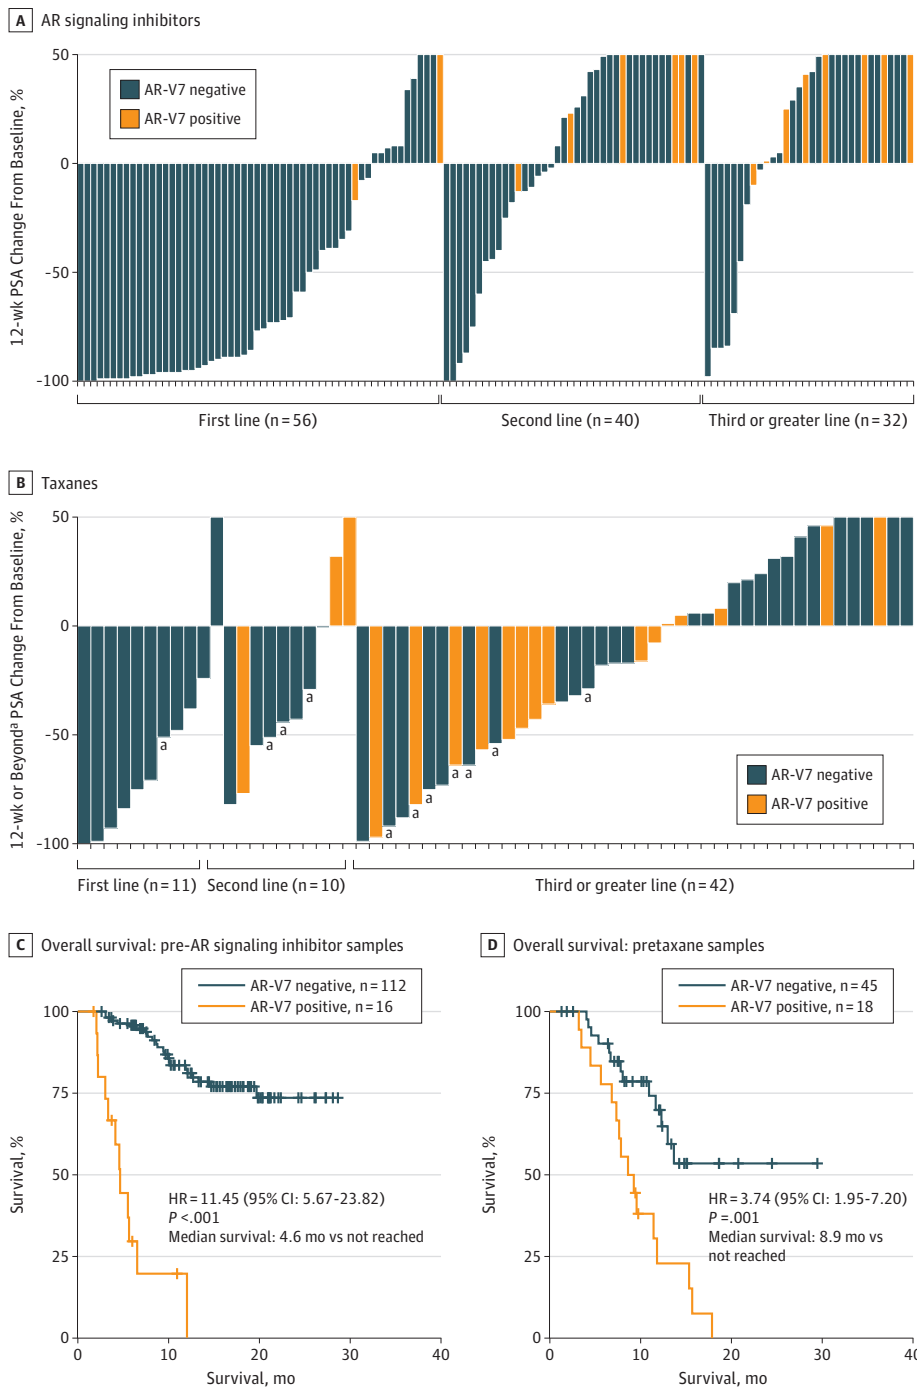 A AR signaling inhibitors
12-wk PSA Change From Baseline, %
50
0
-50
-100
AR-V7 negative
AR-V7 positive
First line (n=56)
Second line (n=40)
Third or greater line (n=32)
B Taxanes
12-wk or Beyondᵃ PSA Change From Baseline, %
50
0
-50
-100
a
a
a
a
a
a
a
a
a
a
a
AR-V7 negative
AR-V7 positive
First line (n=11)
Second line (n=10)
Third or greater line (n=42)
C Overall survival: pre-AR signaling inhibitor samples
AR-V7 negative, n=112
AR-V7 positive, n=16
Survival, %
100
75
50
25
0
HR=11.45 (95% CI: 5.67-23.82)
P<.001
Median survival: 4.6 mo vs not reached
0 10 20 30 40
Survival, mo
D Overall survival: pretaxane samples
AR-V7 negative, n=45
AR-V7 positive, n=18
Survival, %
100
75
50
25
0
HR=3.74 (95% CI: 1.95-7.20)
P=.001
Median survival: 8.9 mo vs
not reached
0 10 20 30 40
Survival, mo